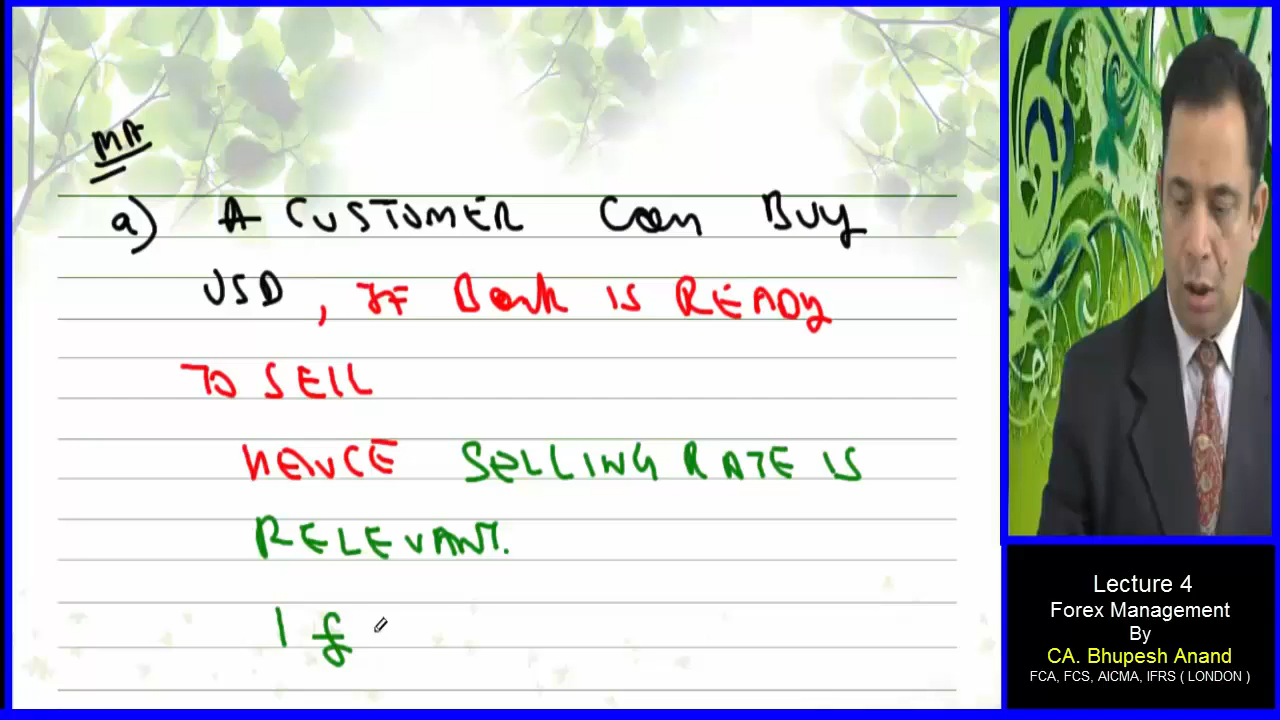 MA
a) A CUSTOMER Can BUY
USD, IF Bank IS READY
TO SELL
HENCE SELLING RATE IS
RELEVANT.
1 £
Lecture 4
Forex Management
By
CA. Bhupesh Anand
FCA, FCS, AICMA, IFRS ( LONDON )